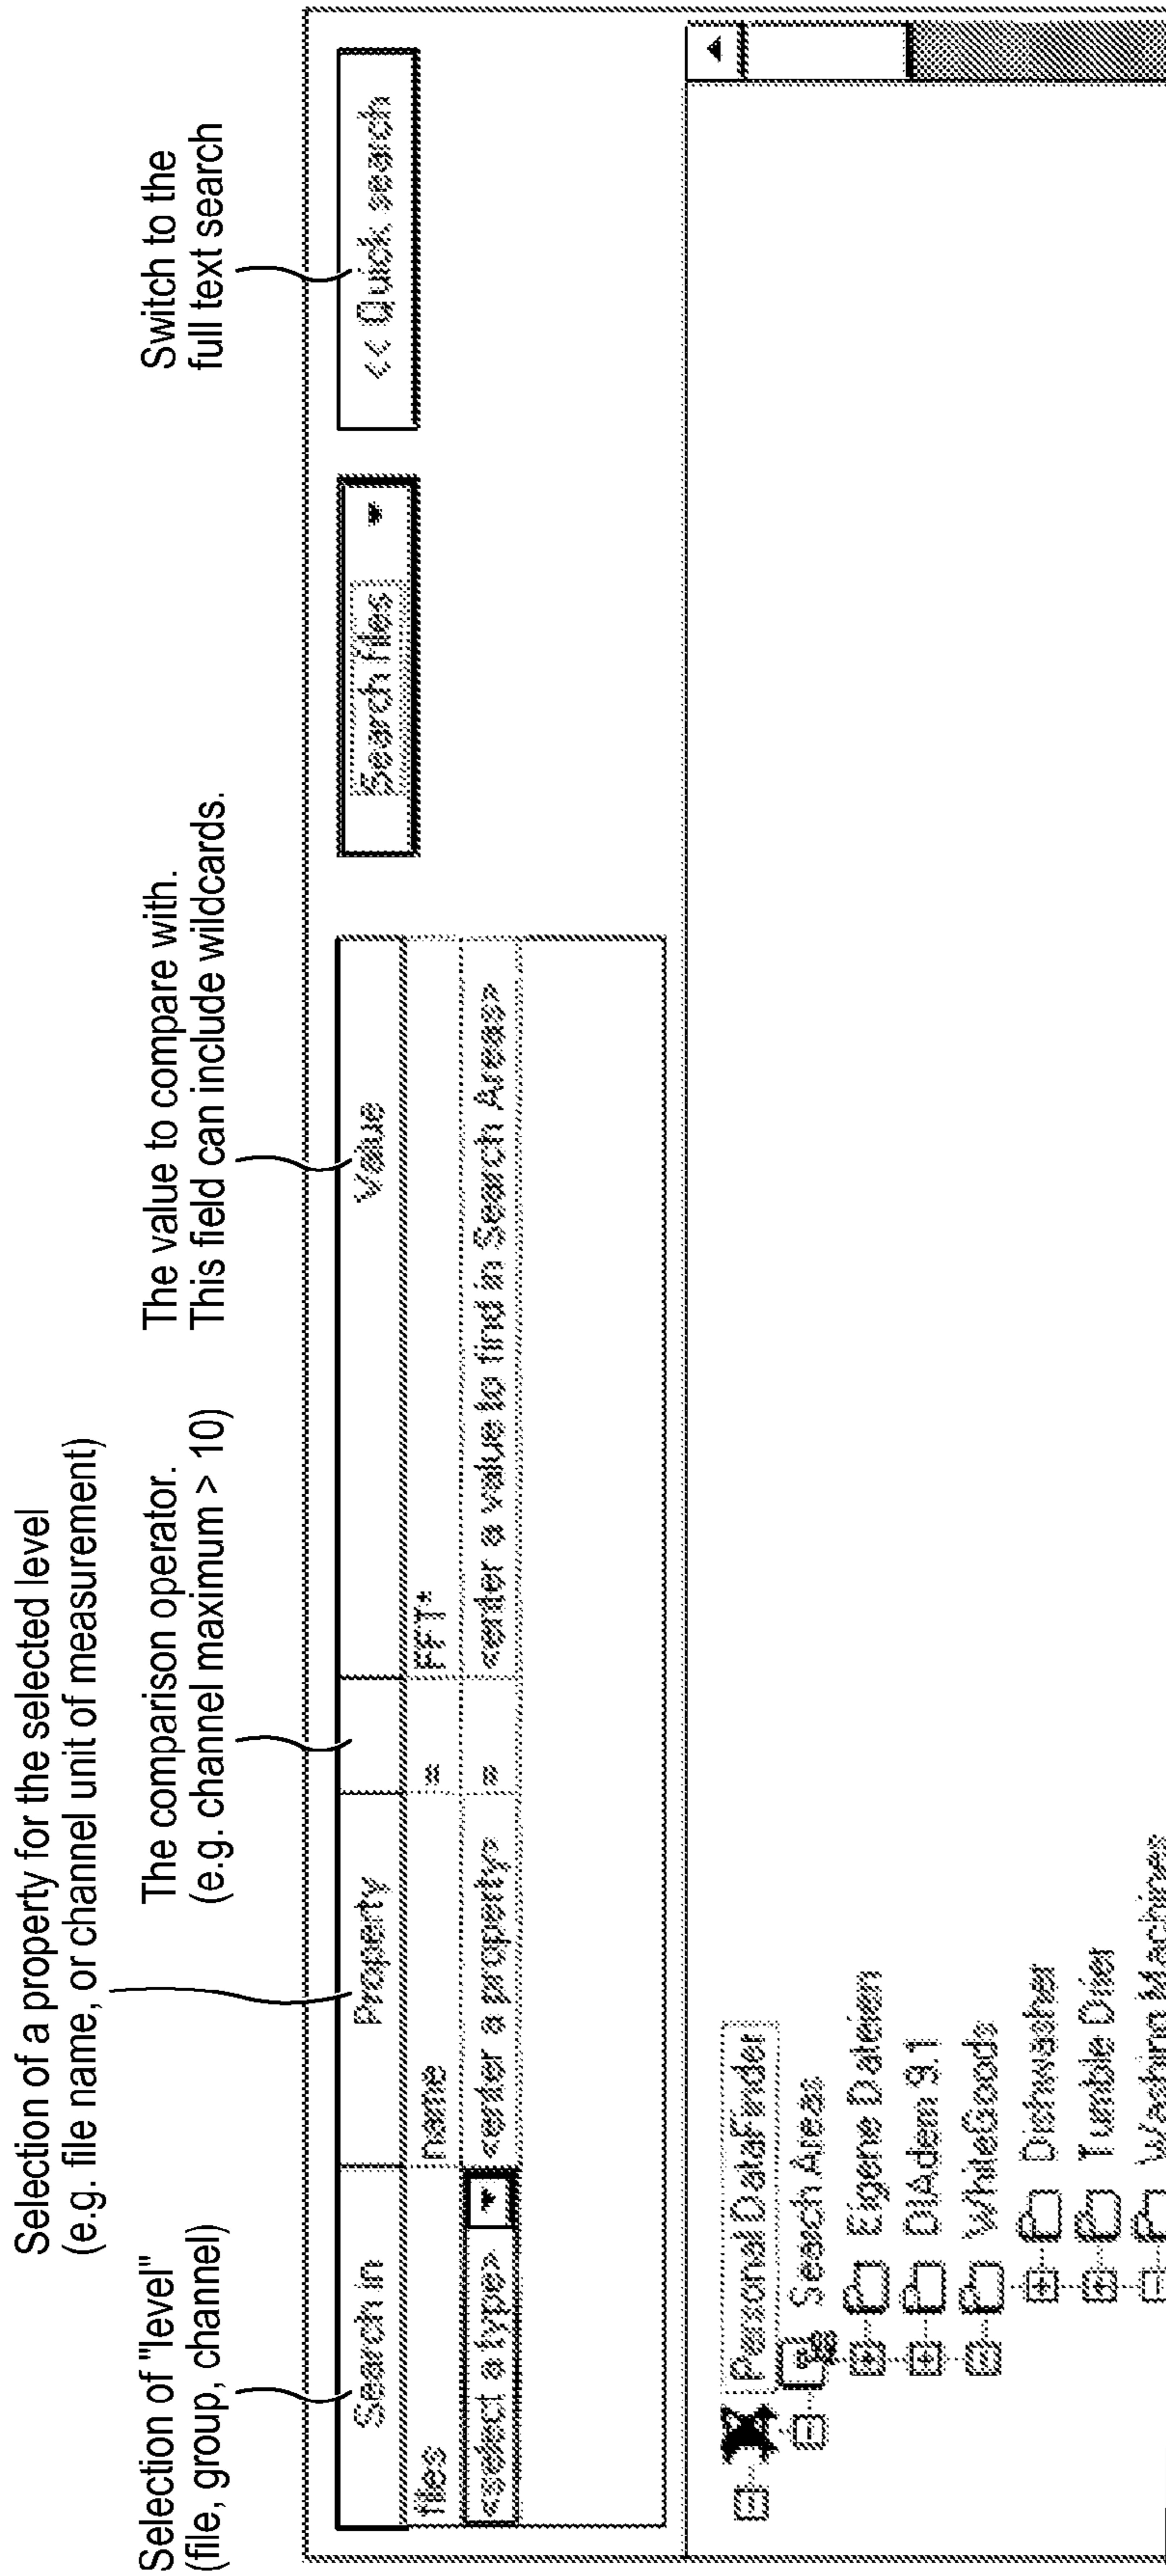 Selection of a property for the selected level
(e.g. file name, or channel unit of measurement)
Selection of "level"
(file, group, channel)
The comparison operator.
(e.g. channel maximum > 10)
The value to compare with.
This field can include wildcards.
Switch to the
full text search
Search in
Property
Value
Search files
<< Quick search
files
name
=
FFT*
<select a type>
<enter a property>
=
<enter a value to find in Search Areas>
Personal DataFinder
Search Areas
Eigene Dateien
DIAdem 9.1
WhiteGoods
Dishwasher
Tumble Drier
Washing Machines